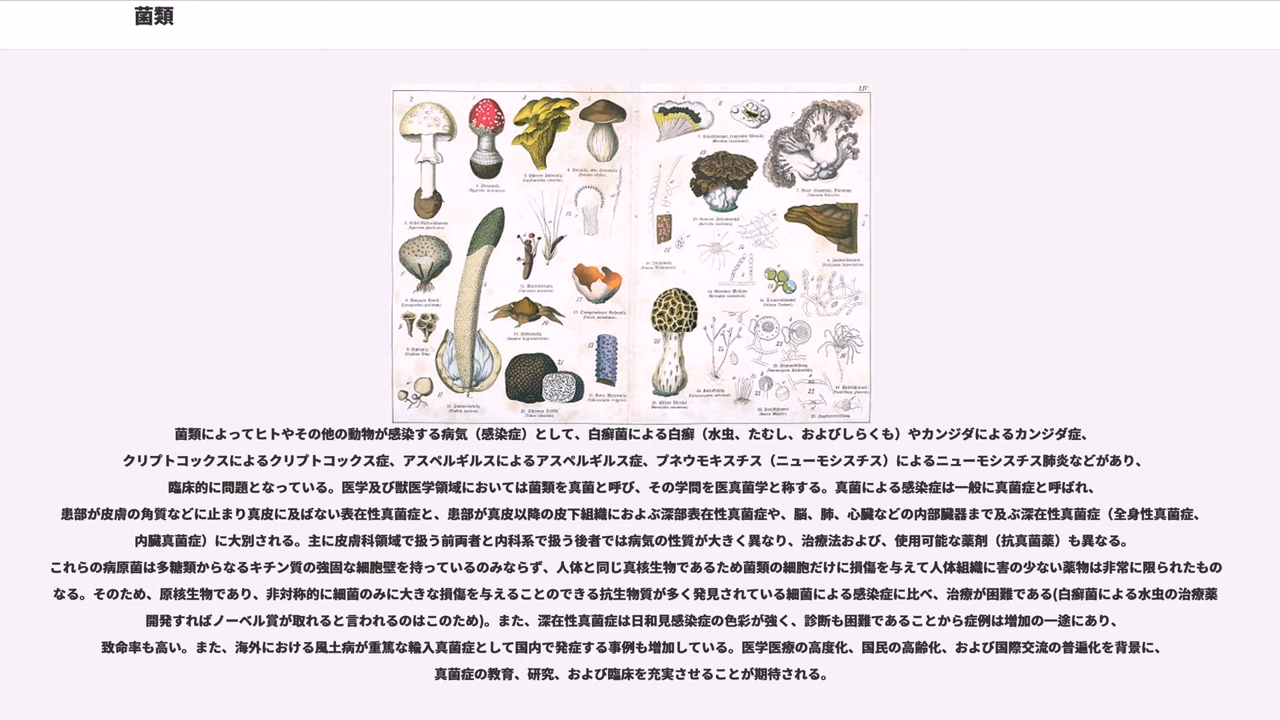 菌類
LIV.
菌類によってヒトやその他の動物が感染する病気（感染症）として、白癬菌による白癬（水虫、たむし、およびしらくも）やカンジダによるカンジダ症、
クリプトコックスによるクリプトコックス症、アスペルギルスによるアスペルギルス症、プネウモキスチス（ニューモシスチス）によるニューモシスチス肺炎などがあり、
臨床的に問題となっている。医学及び獣医学領域においては菌類を真菌と呼び、その学問を医真菌学と称する。真菌による感染症は一般に真菌症と呼ばれ、
患部が皮膚の角質などに止まり真皮に及ばない表在性真菌症と、患部が真皮以降の皮下組織におよぶ深部表在性真菌症や、脳、肺、心臓などの内部臓器まで及ぶ深在性真菌症（全身性真菌症、
内臓真菌症）に大別される。主に皮膚科領域で扱う前両者と内科系で扱う後者では病気の性質が大きく異なり、治療法および、使用可能な薬剤（抗真菌薬）も異なる。
これらの病原菌は多糖類からなるキチン質の強固な細胞壁を持っているのみならず、人体と同じ真核生物であるため菌類の細胞だけに損傷を与えて人体組織に害の少ない薬物は非常に限られたもの
なる。そのため、原核生物であり、非対称的に細菌のみに大きな損傷を与えることのできる抗生物質が多く発見されている細菌による感染症に比べ、治療が困難である(白癬菌による水虫の治療薬
開発すればノーベル賞が取れると言われるのはこのため)。また、深在性真菌症は日和見感染症の色彩が強く、診断も困難であることから症例は増加の一途にあり、
致命率も高い。また、海外における風土病が重篤な輸入真菌症として国内で発症する事例も増加している。医学医療の高度化、国民の高齢化、および国際交流の普遍化を背景に、
真菌症の教育、研究、および臨床を充実させることが期待される。